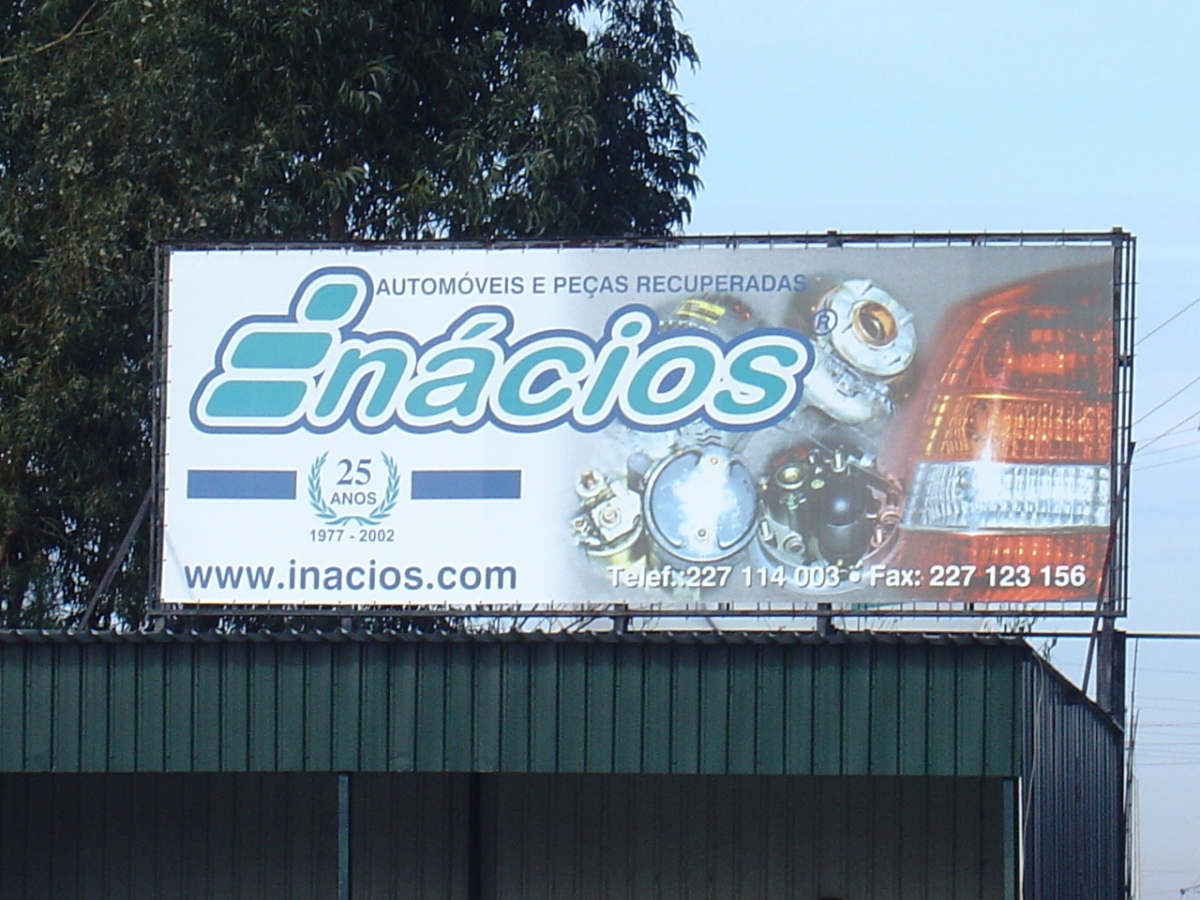 AUTOMÓVEIS E PEÇAS RECUPERADAS
inácios®
25
ANOS
1977 - 2002
www.inacios.com
Telef.:227 114 003 • Fax: 227 123 156